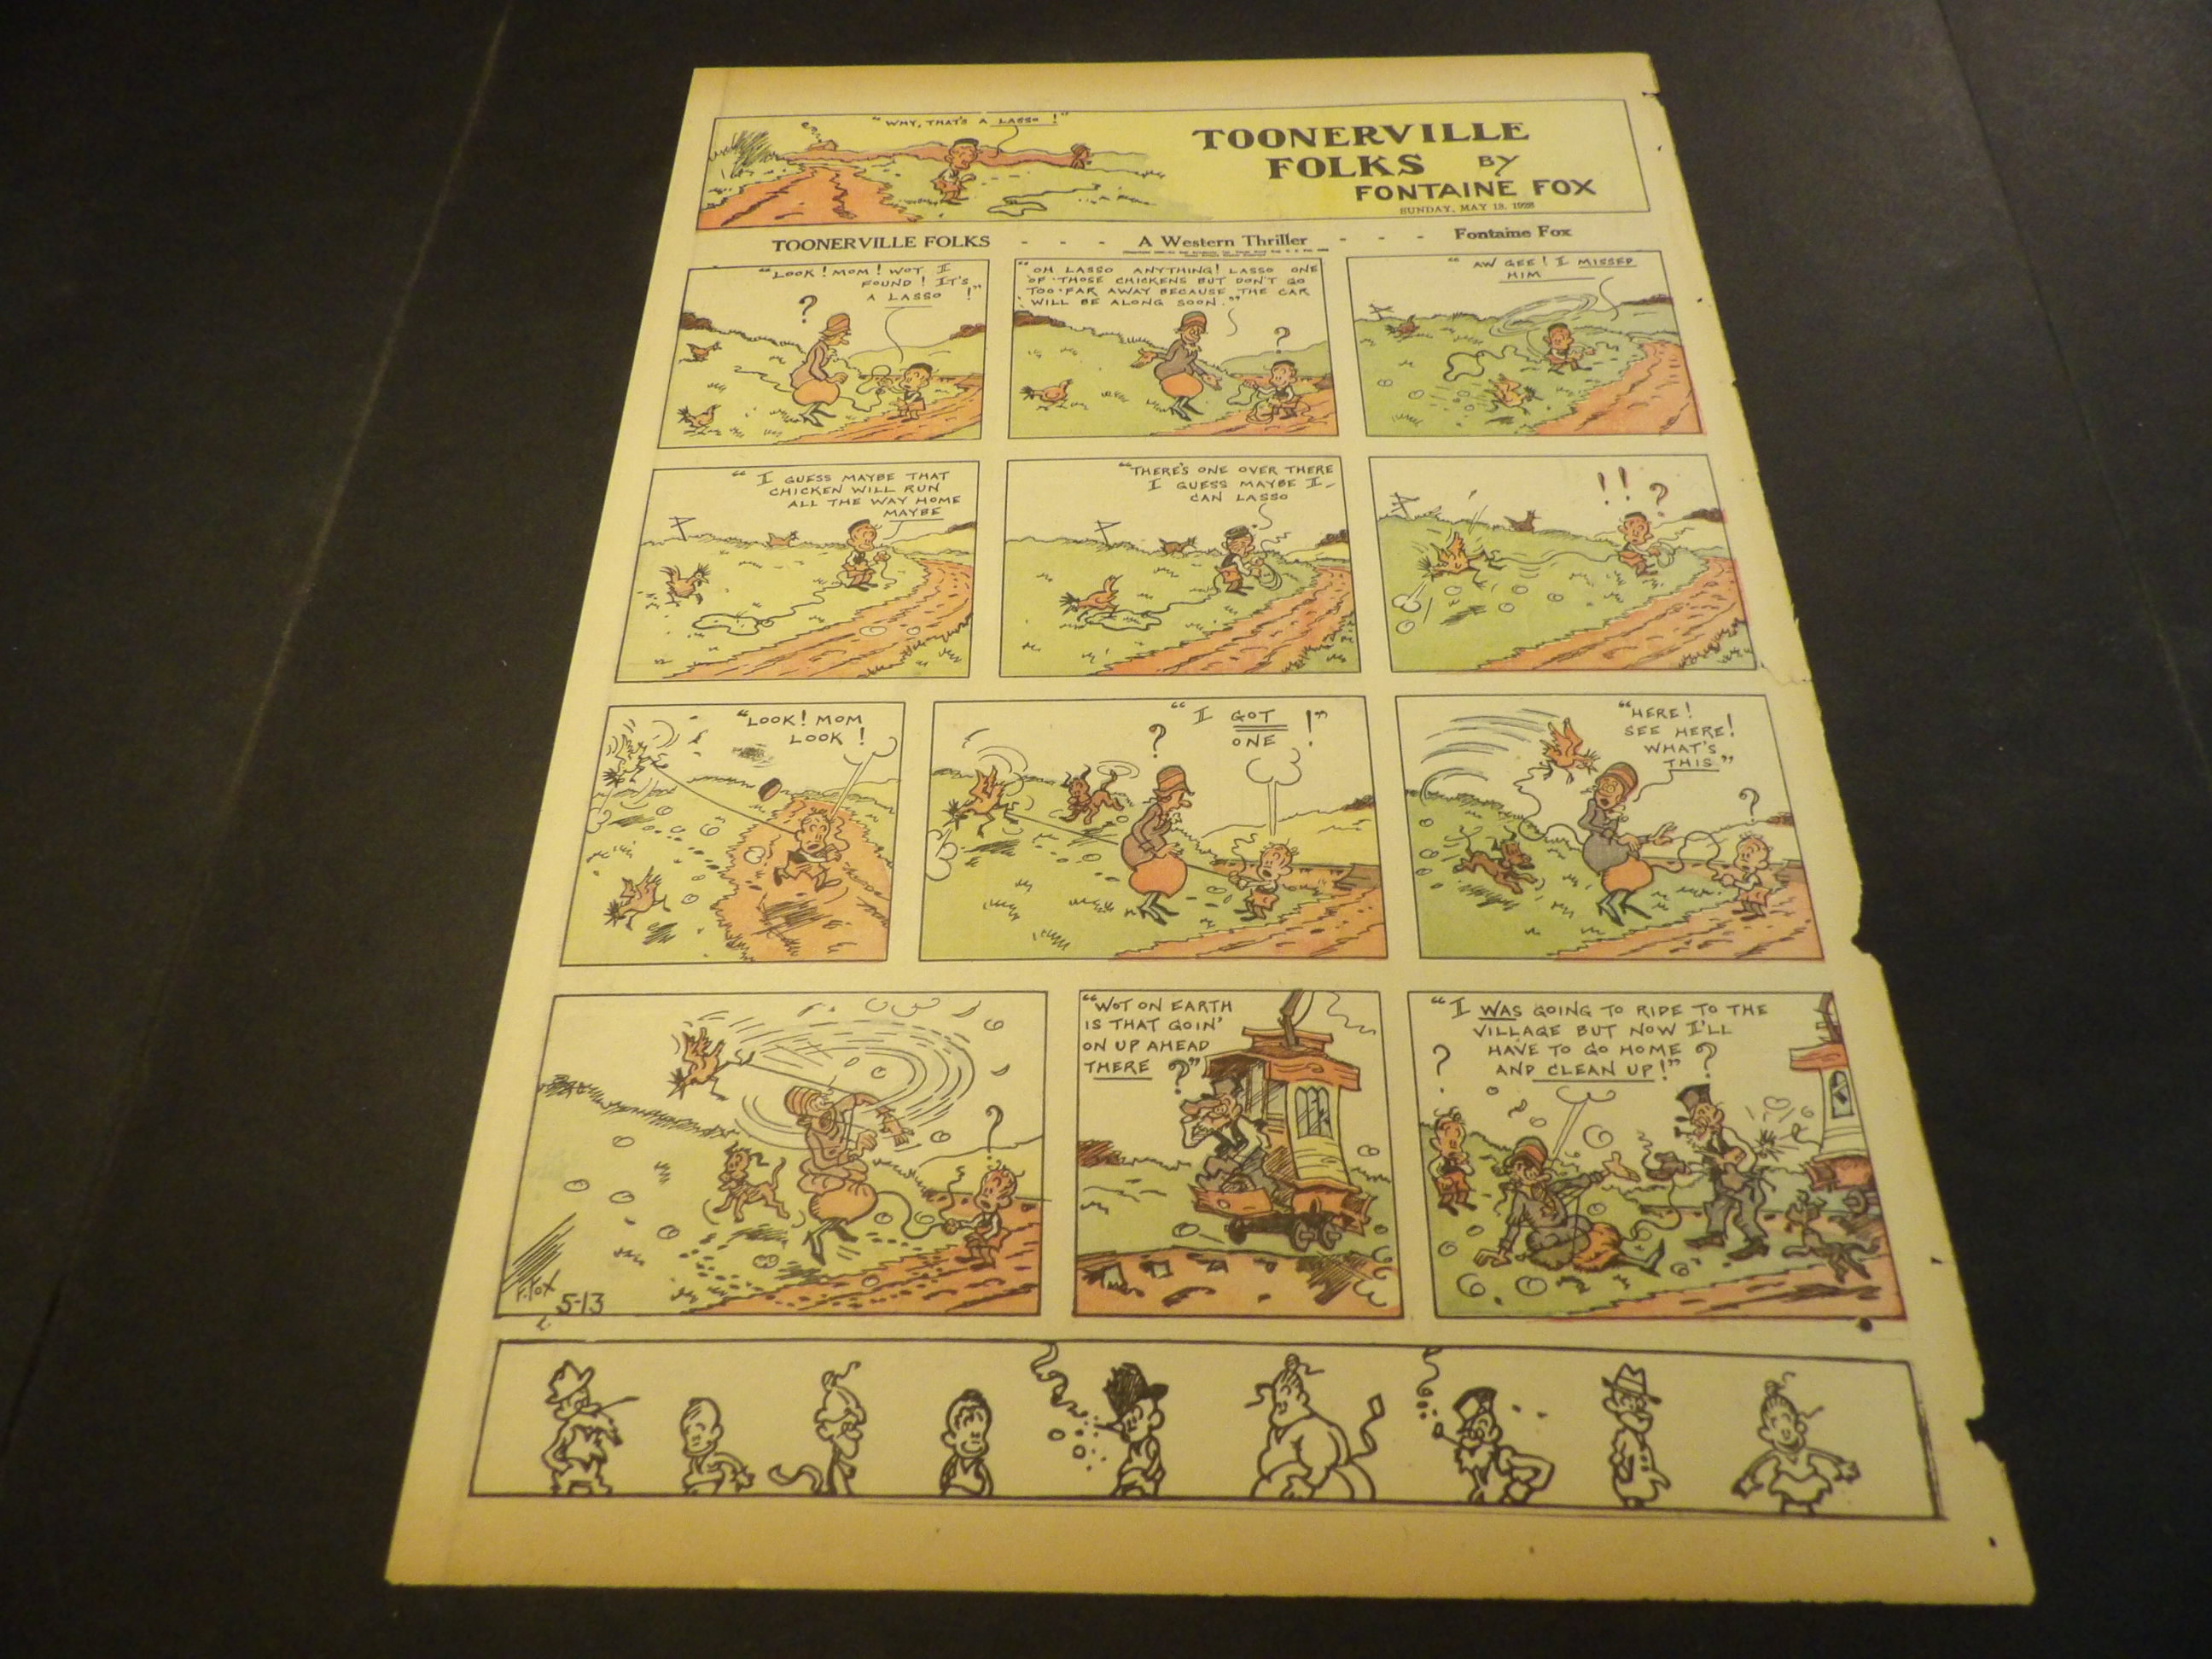 "WHY, THAT'S A LASSO!"
TOONERVILLE
FOLKS BY
FONTAINE FOX
SUNDAY, MAY 13, 1928
TOONERVILLE FOLKS - - - A Western Thriller - - - Fontaine Fox
"LOOK! MOM! WOT I
FOUND! IT'S
A LASSO!"
?
"OH LASSO ANYTHING! LASSO ONE
OF THOSE CHICKENS BUT DON'T GO
TOO FAR AWAY BECAUSE THE CAR
WILL BE ALONG SOON."
?
"AW GEE! I MISSED
HIM
"I GUESS MAYBE THAT
CHICKEN WILL RUN
ALL THE WAY HOME
MAYBE
"THERE'S ONE OVER THERE
I GUESS MAYBE I
CAN LASSO
!! ?
"LOOK! MOM
LOOK!
"I GOT
ONE!"
?
"HERE!
SEE HERE!
WHAT'S
THIS"
?
?
F. FOX
5-13
"WOT ON EARTH
IS THAT GOIN'
ON UP AHEAD
THERE ?"
"I WAS GOING TO RIDE TO THE
VILLAGE BUT NOW I'LL
HAVE TO GO HOME
AND CLEAN UP!"
? ?